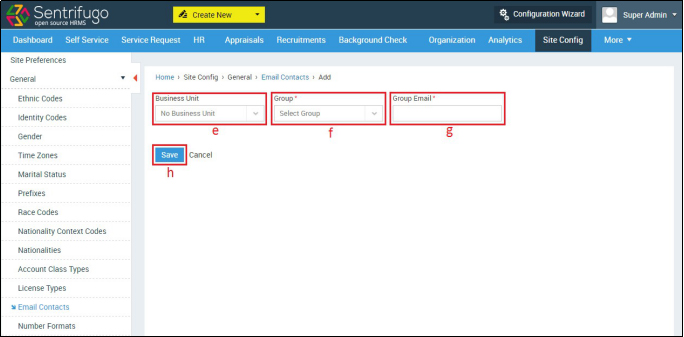 Sentrifugo
open source HRMS
Create New
Configuration Wizard
Super Admin
Dashboard Self Service Service Request HR Appraisals Recruitments Background Check Organization Analytics Site Config More
Site Preferences
General
Ethnic Codes
Identity Codes
Gender
Time Zones
Marital Status
Prefixes
Race Codes
Nationality Context Codes
Nationalities
Account Class Types
License Types
Email Contacts
Number Formats
Home › Site Config › General › Email Contacts › Add
Business Unit Group * Group Email *
No Business Unit Select Group
e f g
Save Cancel
h